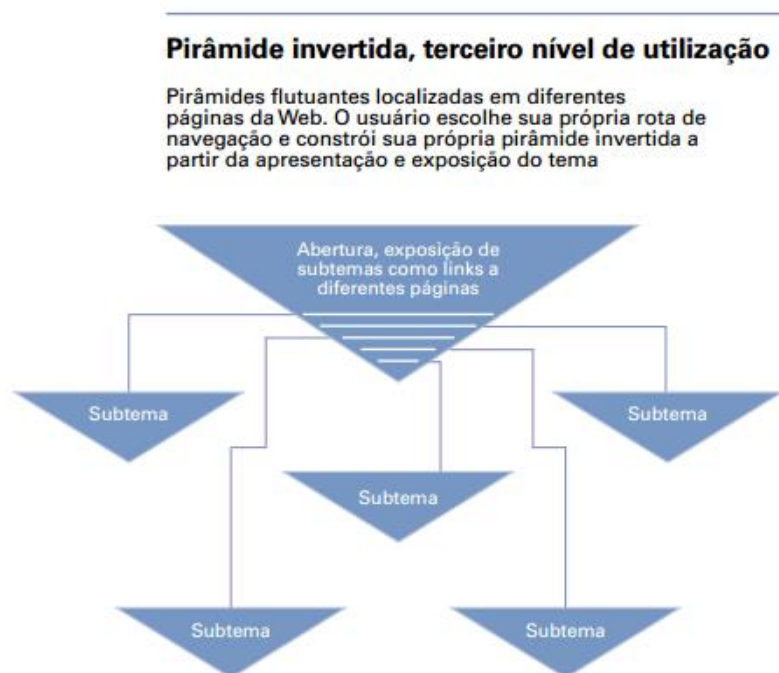 Pirâmide invertida, terceiro nível de utilização
Pirâmides flutuantes localizadas em diferentes
páginas da Web. O usuário escolhe sua própria rota de
navegação e constrói sua própria pirâmide invertida a
partir da apresentação e exposição do tema
Abertura, exposição de
subtemas como links a
diferentes páginas
Subtema
Subtema
Subtema
Subtema
Subtema